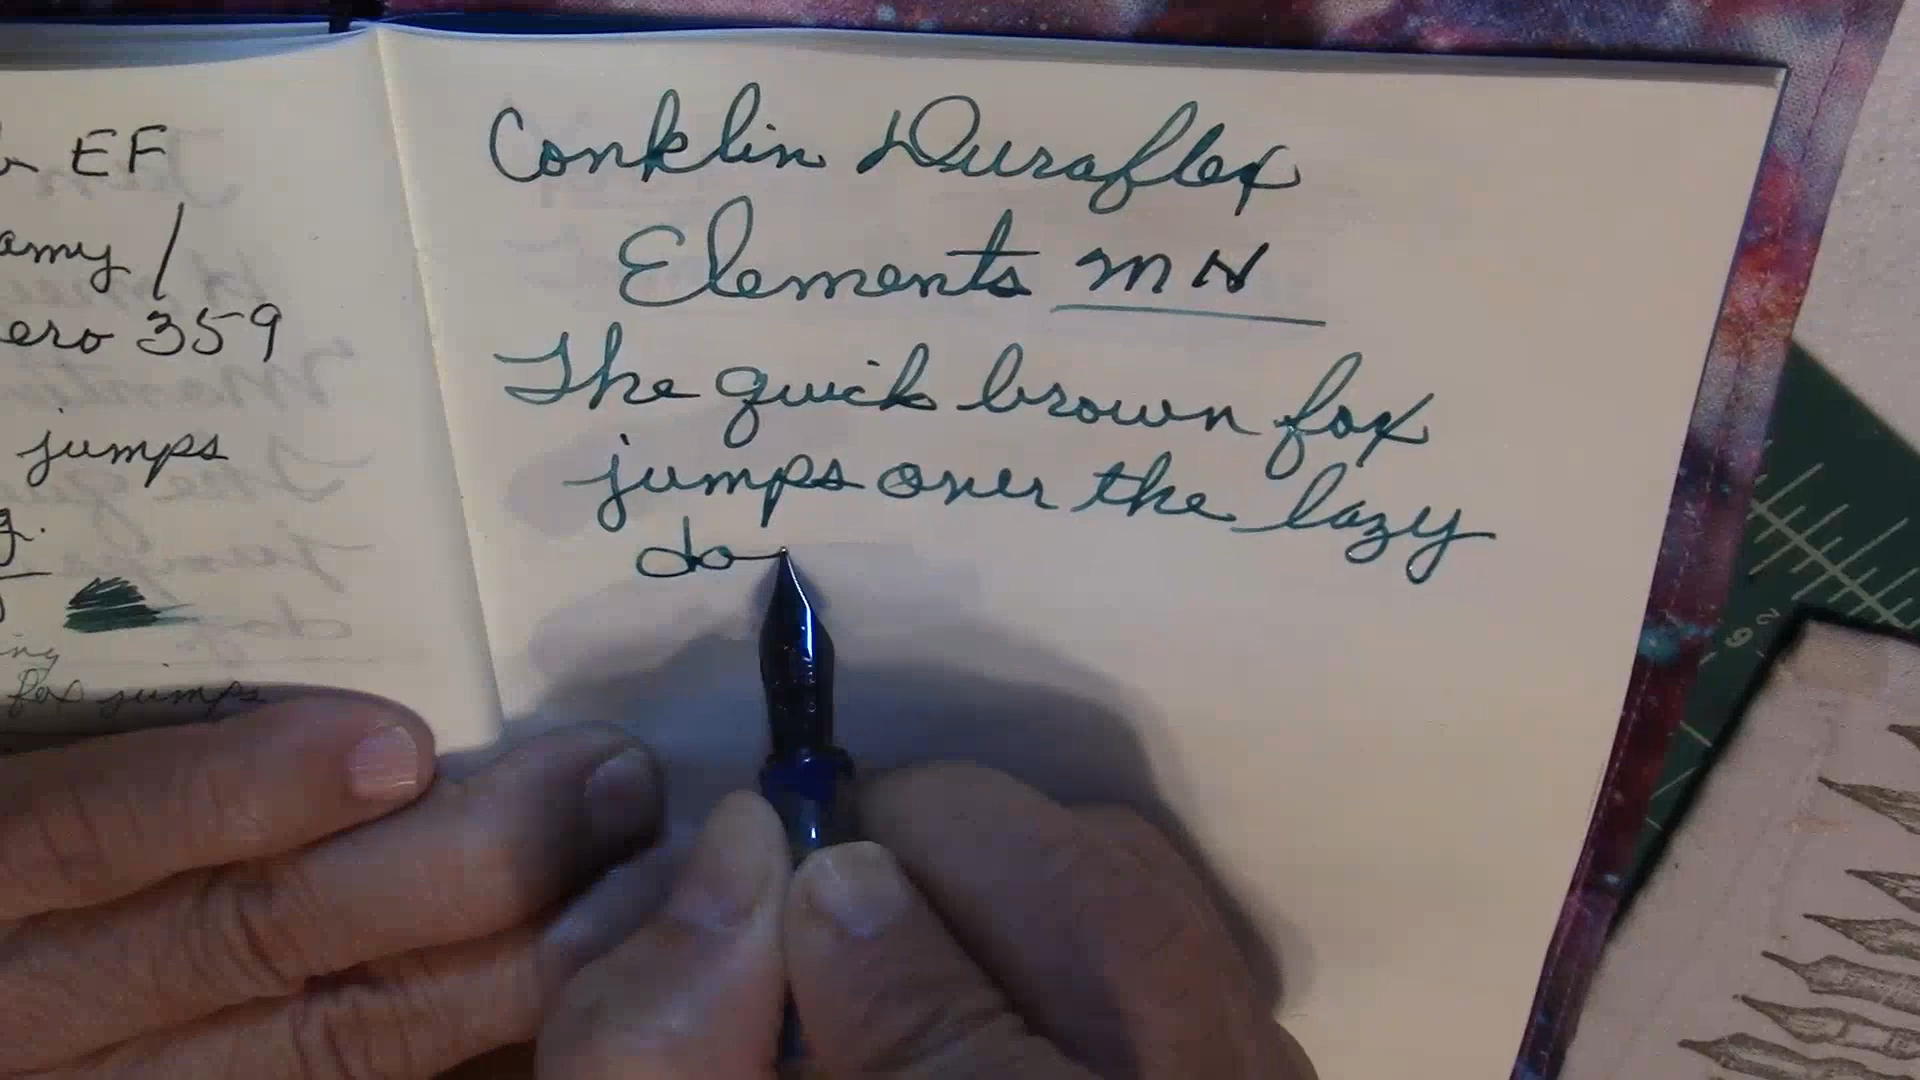 EF
amy /
ero 359
jumps
g.
ing
fox jumps
Conklin Duraflex
Elements MN
The quick brown fox
jumps over the lazy
do